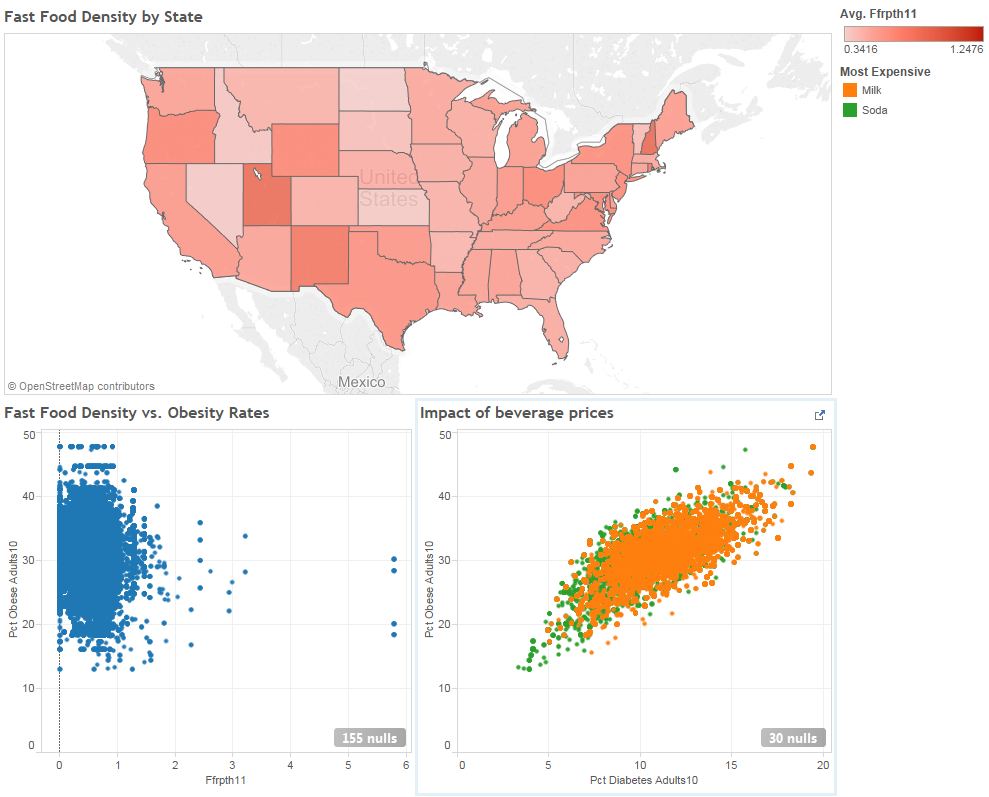 Fast Food Density by State
Avg. Ffrpth11
0.3416 1.2476
Most Expensive
Milk
Soda
United
States
Mexico
© OpenStreetMap contributors
Fast Food Density vs. Obesity Rates
50
40
30
20
10
0
Pct Obese Adults10
155 nulls
0 1 2 3 4 5 6
Ffrpth11
Impact of beverage prices
50
40
30
20
10
0
Pct Obese Adults10
30 nulls
0 5 10 15 20
Pct Diabetes Adults10